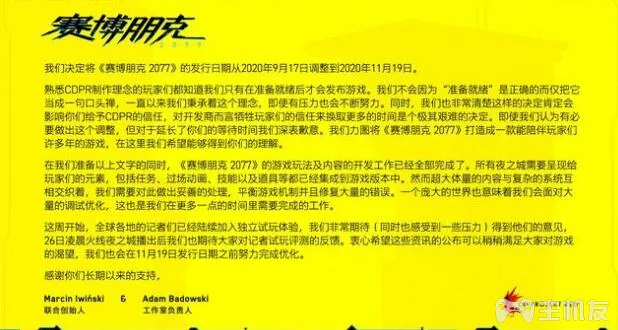 赛博朋克
2077
我们决定将《赛博朋克 2077》的发行日期从2020年9月17日调整到2020年11月19日。
熟悉CDPR制作理念的玩家们都知道我们只有在准备就绪后才会发布游戏。我们不会因为“准备就绪”是正确的而仅把它
当成一句口头禅，一直以来我们秉承着这个理念，即使有压力也会不断努力。同时，我们也非常清楚这样的决定肯定会
影响你们给予CDPR的信任，对开发商而言牺牲玩家们的信任来换取更多的时间是个极其艰难的决定。即使我们认为有必
要做出这个调整，但对于延长了你们的等待时间我们深表歉意。我们力图将《赛博朋克 2077》打造成一款能陪伴玩家们
许多年的游戏，在这里我们希望能够得到你们的理解。
在我们准备以上文字的同时，《赛博朋克 2077》的游戏玩法及内容的开发工作已经全部完成了。所有夜之城需要呈现给
玩家们的元素，包括任务、过场动画、技能以及道具等都已经集成到游戏版本中。然而超大体量的内容与复杂的系统互
相交织着，我们需要对此做出妥善的处理，平衡游戏机制并且修复大量的错误。一个庞大的世界也意味着我们会面对大
量的调试优化，这也是我们在更多一点的时间里需要完成的工作。
这周开始，全球各地的记者们已经陆续加入独立试玩体验，我们非常期待（同时也感受到一些压力）得到他们的意见，
26日凌晨火线夜之城播出后我们也期待大家对记者试玩评测的反馈。衷心希望这些资讯的公布可以稍稍满足大家对游戏
的渴望，我们也会在11月19日发行日期之前努力完成优化。
感谢你们长期以来的支持，
Marcin Iwiński & Adam Badowski
联合创始人 工作室负责人
手机友